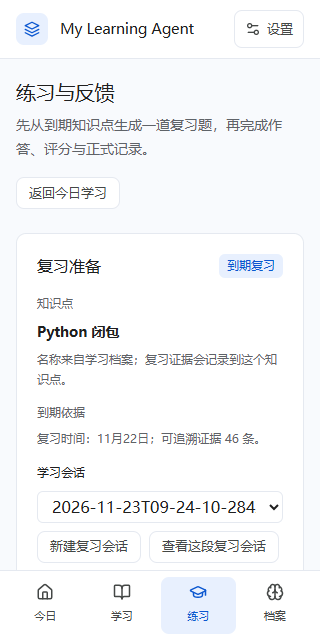 My Learning Agent
设置
练习与反馈
先从到期知识点生成一道复习题，再完成作
答、评分与正式记录。
返回今日学习
复习准备
到期复习
知识点
Python 闭包
名称来自学习档案；复习证据会记录到这个知
识点。
到期依据
复习时间：11月22日；可追溯证据 46 条。
学习会话
2026-11-23T09-24-10-284
新建复习会话
查看这段复习会话
今日
学习
练习
档案